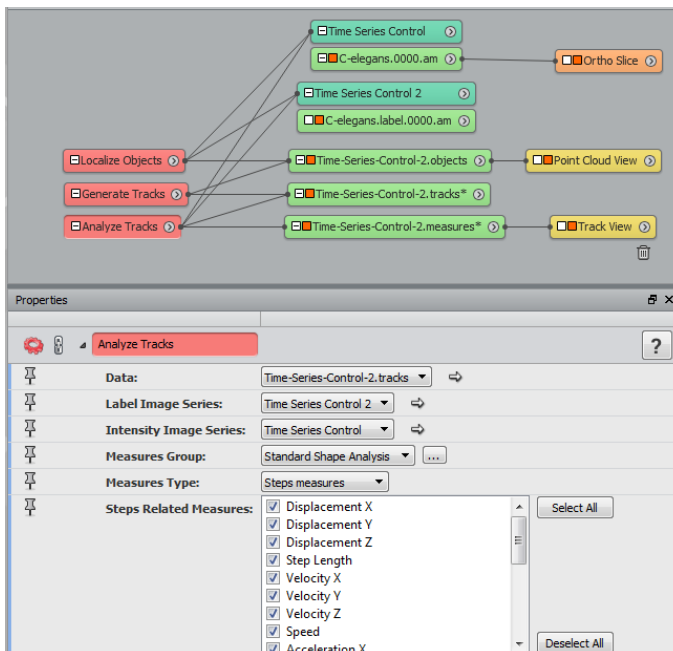 Time Series Control
C-elegans.0000.am
Ortho Slice
Time Series Control 2
C-elegans.label.0000.am
Localize Objects
Time-Series-Control-2.objects
Point Cloud View
Generate Tracks
Time-Series-Control-2.tracks*
Analyze Tracks
Time-Series-Control-2.measures*
Track View
Properties
Analyze Tracks
?
Data:
Time-Series-Control-2.tracks
Label Image Series:
Time Series Control 2
Intensity Image Series:
Time Series Control
Measures Group:
Standard Shape Analysis
...
Measures Type:
Steps measures
Steps Related Measures:
Displacement X
Select All
Displacement Y
Displacement Z
Step Length
Velocity X
Velocity Y
Velocity Z
Speed
Acceleration X
Deselect All